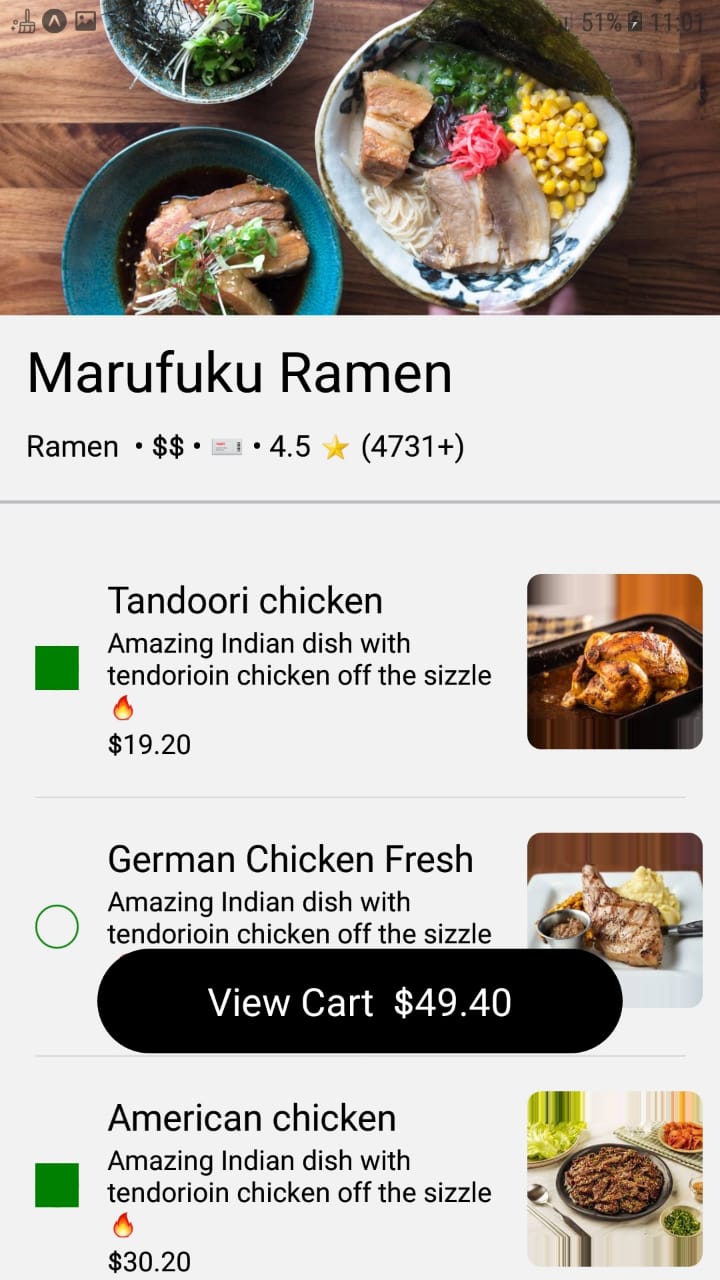 51% 11:01
Marufuku Ramen
Ramen • $$ • 🎫 • 4.5 ⭐ (4731+)
Tandoori chicken
Amazing Indian dish with
tendorioin chicken off the sizzle
🔥
$19.20
German Chicken Fresh
Amazing Indian dish with
tendorioin chicken off the sizzle
View Cart $49.40
American chicken
Amazing Indian dish with
tendorioin chicken off the sizzle
🔥
$30.20